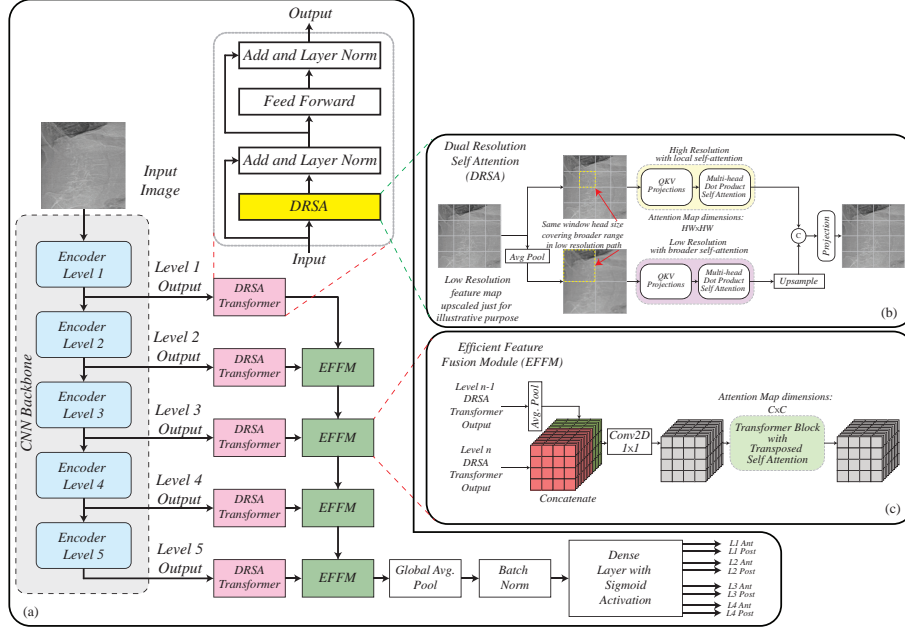 Output
Add and Layer Norm
Feed Forward
Add and Layer Norm
DRSA
Input
Input
Image
CNN Backbone
Encoder
Level 1
Encoder
Level 2
Encoder
Level 3
Encoder
Level 4
Encoder
Level 5
Level 1
Output
Level 2
Output
Level 3
Output
Level 4
Output
Level 5
Output
DRSA
Transformer
DRSA
Transformer
DRSA
Transformer
DRSA
Transformer
DRSA
Transformer
EFFM
EFFM
EFFM
EFFM
Global Avg.
Pool
Batch
Norm
Dense
Layer with
Sigmoid
Activation
L1 Ant
L1 Post
L2 Ant
L2 Post
L3 Ant
L3 Post
L4 Ant
L4 Post
(a)
Dual Resolution
Self Attention
(DRSA)
Avg Pool
Low Resolution
feature map
upscaled just for
illustrative purpose
Same window head size
covering broader range
in low resolution path
High Resolution
with local self-attention
QKV
Projections
Multi-head
Dot Product
Self Attention
Attention Map dimensions:
HWxHW
Low Resolution
with broader self-attention
QKV
Projections
Multi-head
Dot Product
Self Attention
Upsample
C
Projection
(b)
Efficient Feature
Fusion Module (EFFM)
Level n-1
DRSA
Transformer
Output
Avg. Pool
Level n
DRSA
Transformer
Output
Concatenate
Conv2D
1x1
Attention Map dimensions:
CxC
Transformer Block
with
Transposed
Self Attention
(c)